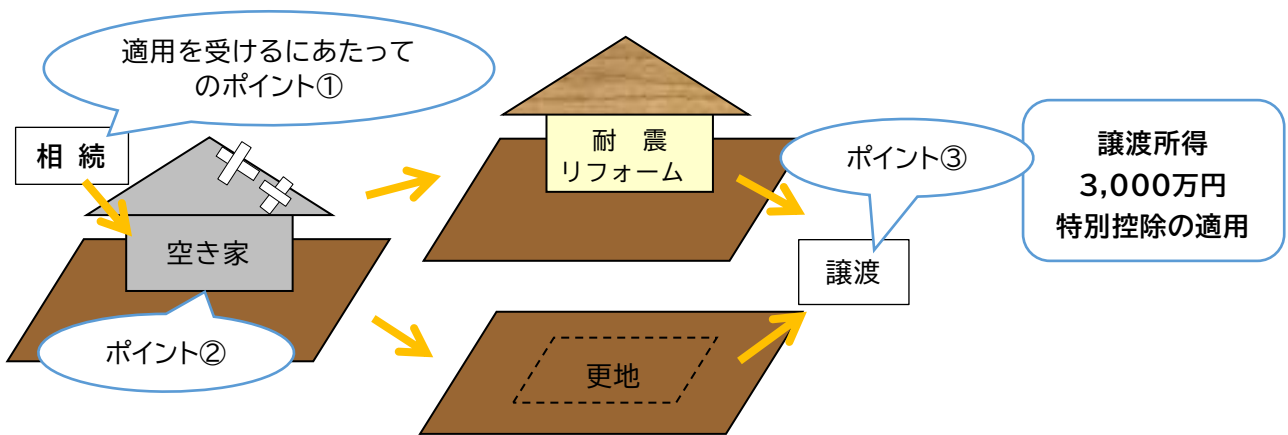 適用を受けるにあたって
のポイント①
相 続
空き家
ポイント②
耐 震
リフォーム
更地
ポイント③
譲渡
譲渡所得
3,000万円
特別控除の適用